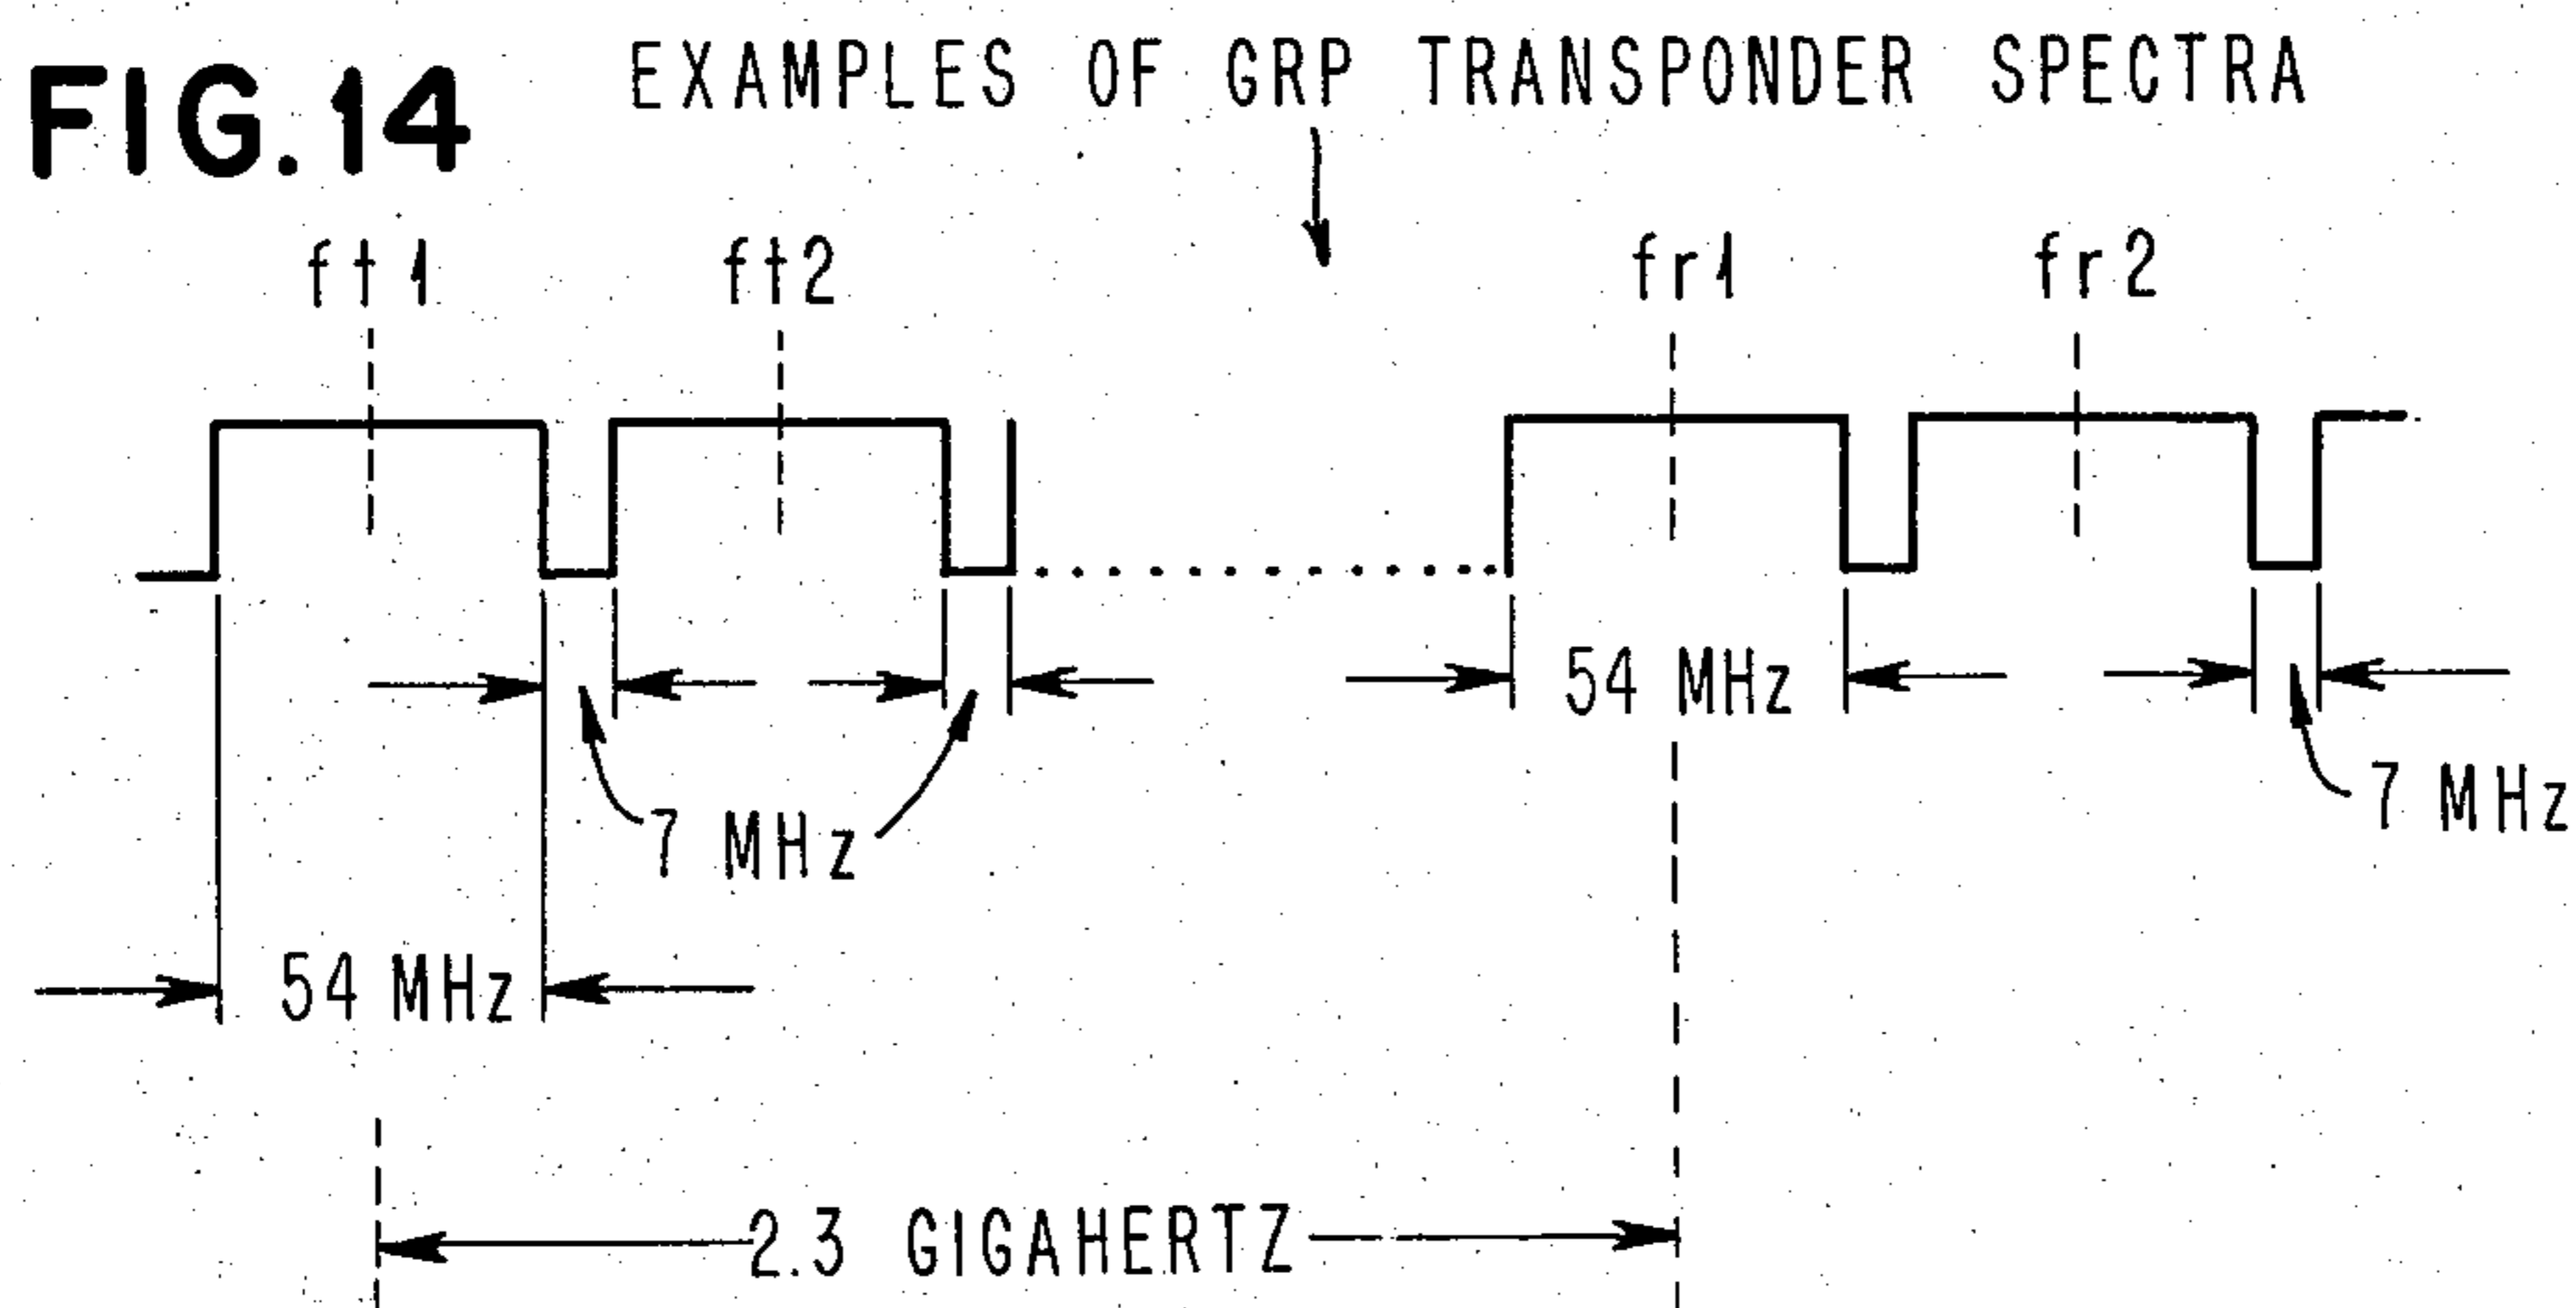 FIG.14
EXAMPLES OF GRP TRANSPONDER SPECTRA
ft1
ft2
fr1
fr2
54 MHz
7 MHz
7 MHz
54 MHz
2.3 GIGAHERTZ